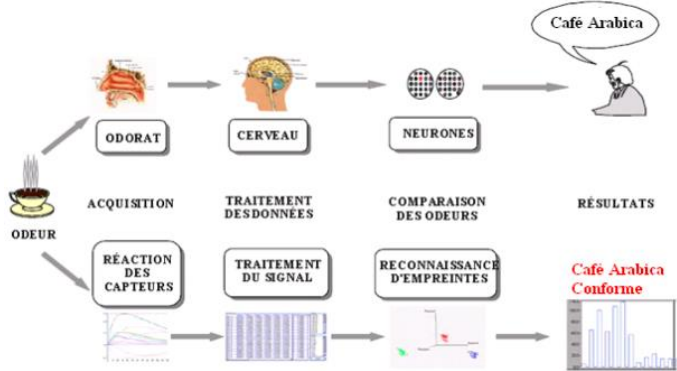 Café Arabica
ODORAT
CERVEAU
NEURONES
ODEUR
ACQUISITION
TRAITEMENT
DES DONNÉES
COMPARAISON
DES ODEURS
RÉSULTATS
RÉACTION
DES
CAPTEURS
TRAITEMENT
DU SIGNAL
RECONNAISSANCE
D'EMPREINTES
Café Arabica
Conforme